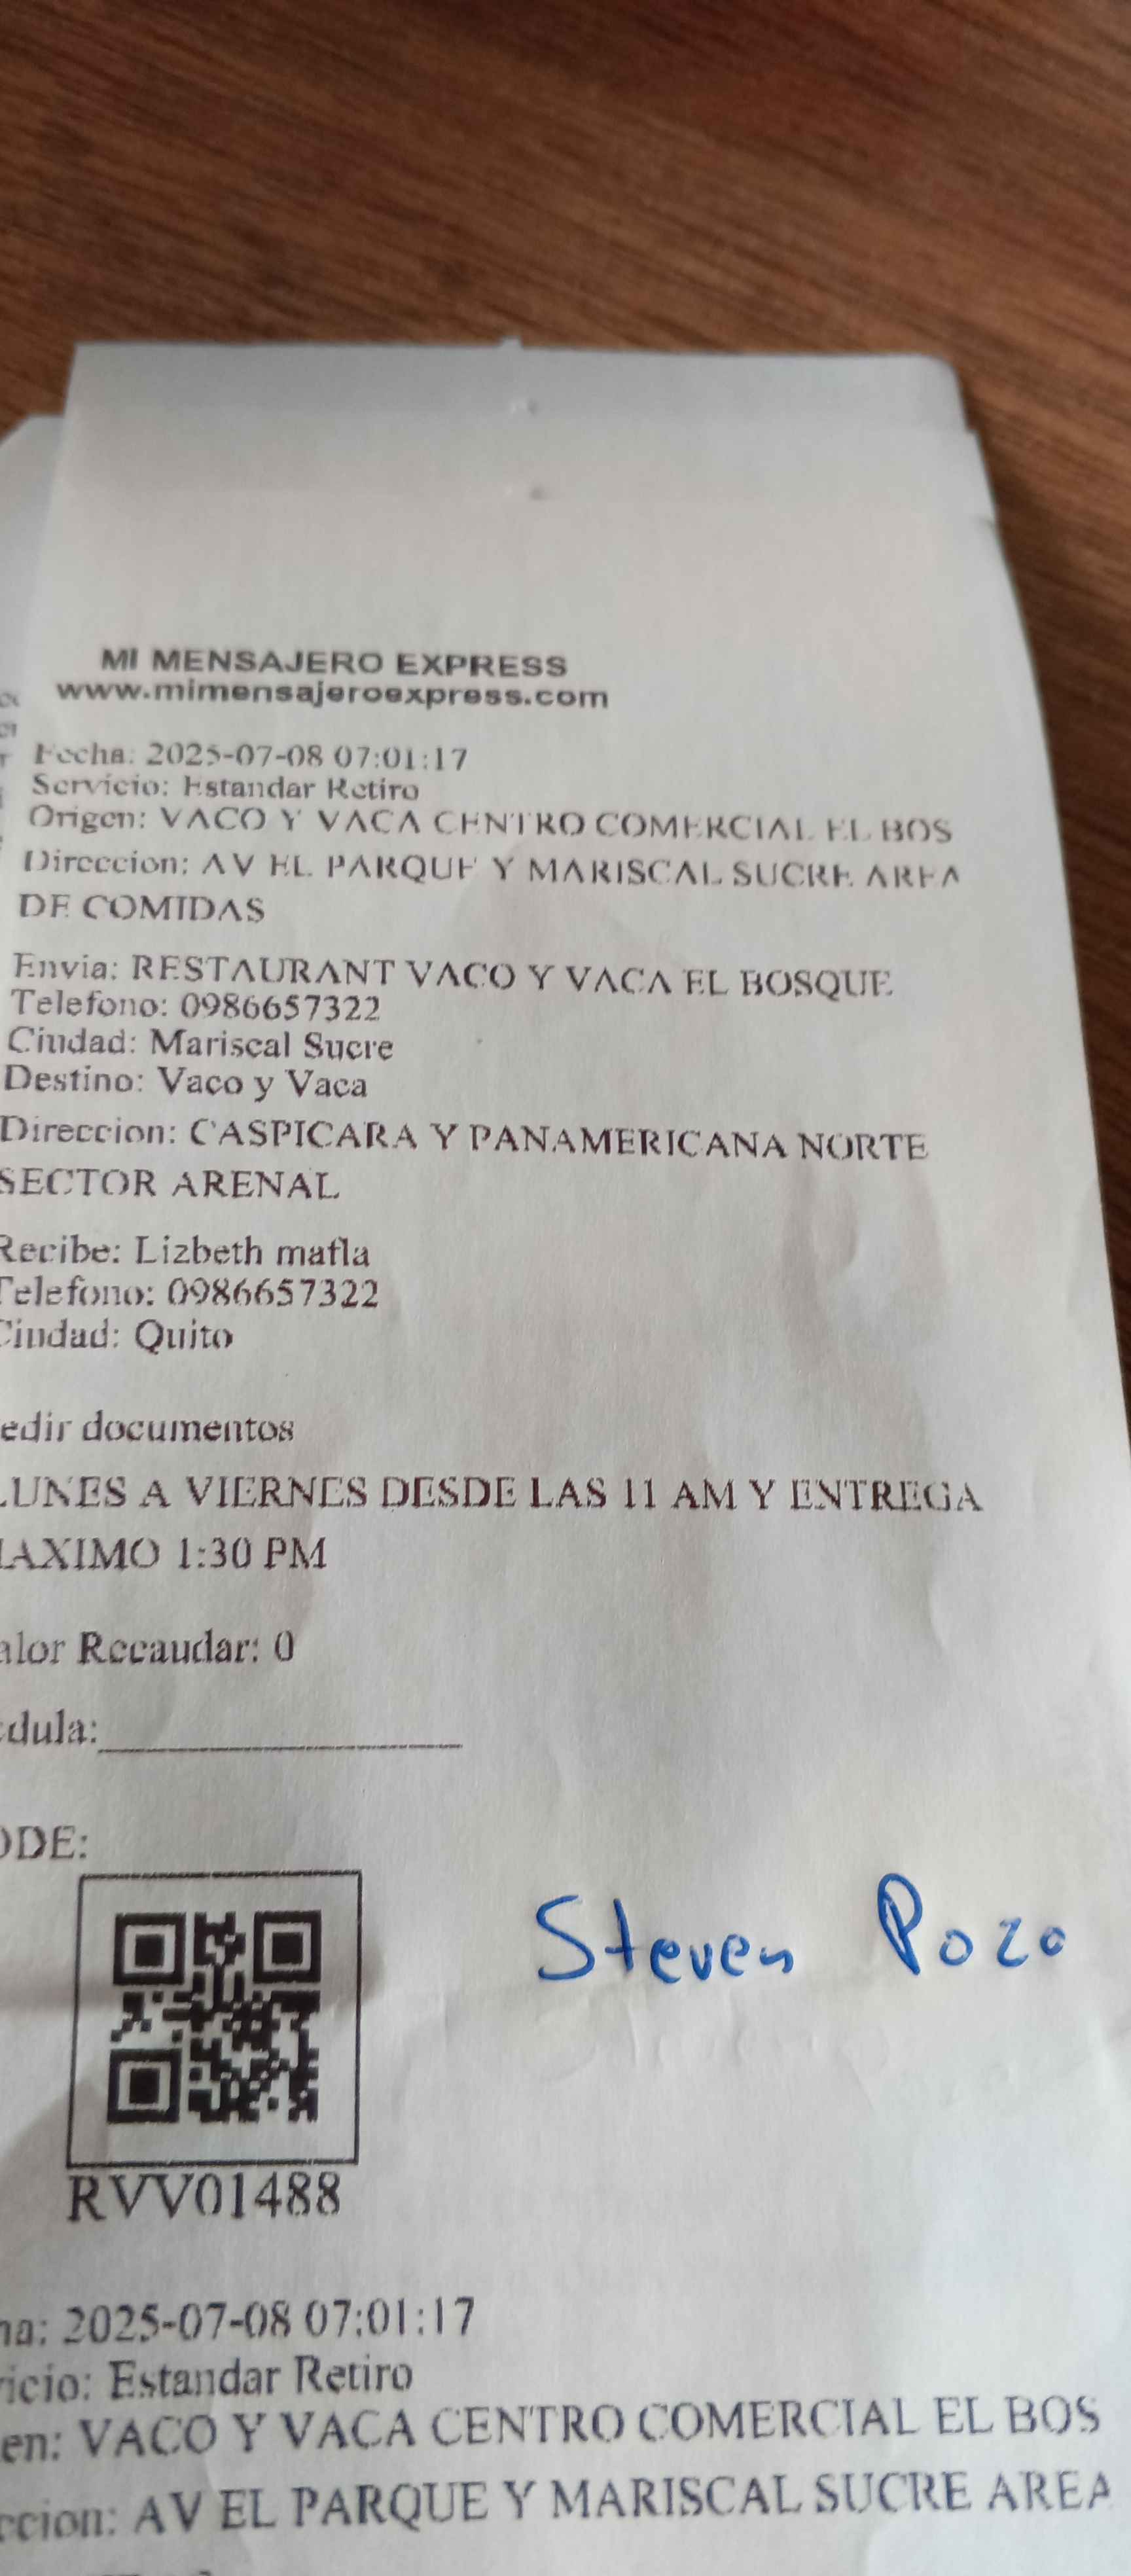 MI MENSAJERO EXPRESS
www.mimensajeroexpress.com
Fecha: 2025-07-08 07:01:17
Servicio: Estandar Retiro
Origen: VACO Y VACA CENTRO COMERCIAL EL BOS
Direccion: AV EL PARQUE Y MARISCAL SUCRE AREA
DE COMIDAS
Envia: RESTAURANT VACO Y VACA EL BOSQUE
Telefono: 0986657322
Ciudad: Mariscal Sucre
Destino: Vaco y Vaca
Direccion: CASPICARA Y PANAMERICANA NORTE
SECTOR ARENAL
Recibe: Lizbeth mafla
Telefono: 0986657322
Ciudad: Quito
edir documentos
LUNES A VIERNES DESDE LAS 11 AM Y ENTREGA
MAXIMO 1:30 PM
alor Recaudar: 0
edula:
ODE:
Steven Pozo
RVV01488
ha: 2025-07-08 07:01:17
vicio: Estandar Retiro
en: VACO Y VACA CENTRO COMERCIAL EL BOS
ccion: AV EL PARQUE Y MARISCAL SUCRE AREA